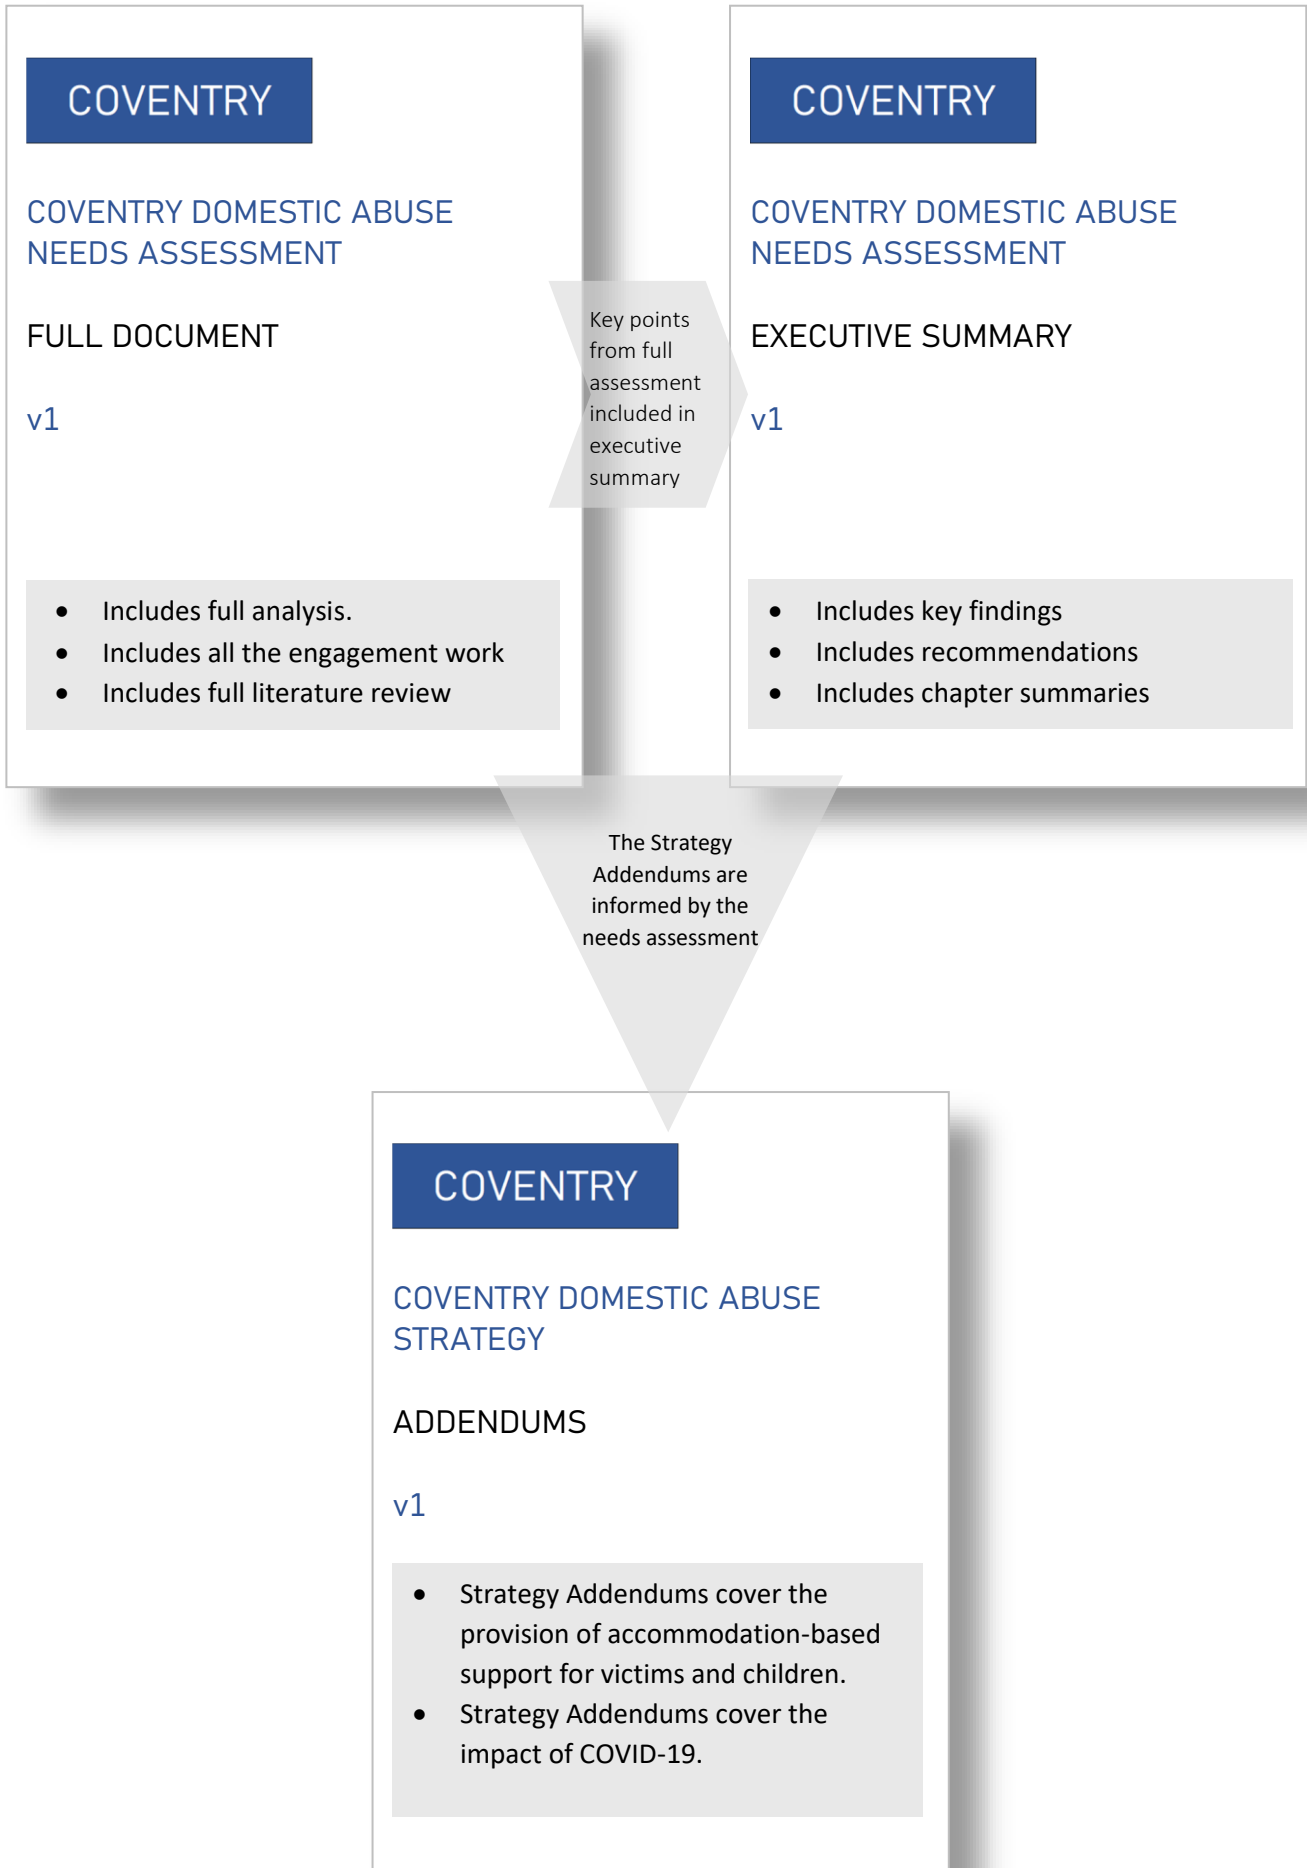 COVENTRY
COVENTRY DOMESTIC ABUSE
NEEDS ASSESSMENT
FULL DOCUMENT
v1
• Includes full analysis.
• Includes all the engagement work
• Includes full literature review
Key points
from full
assessment
included in
executive
summary
COVENTRY
COVENTRY DOMESTIC ABUSE
NEEDS ASSESSMENT
EXECUTIVE SUMMARY
v1
• Includes key findings
• Includes recommendations
• Includes chapter summaries
The Strategy
Addendums are
informed by the
needs assessment
COVENTRY
COVENTRY DOMESTIC ABUSE
STRATEGY
ADDENDUMS
v1
• Strategy Addendums cover the
provision of accommodation-based
support for victims and children.
• Strategy Addendums cover the
impact of COVID-19.